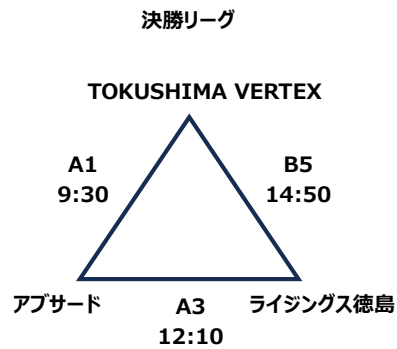 決勝リーグ
TOKUSHIMA VERTEX
A1
9:30
B5
14:50
アブサード
A3
12:10
ライジングス徳島